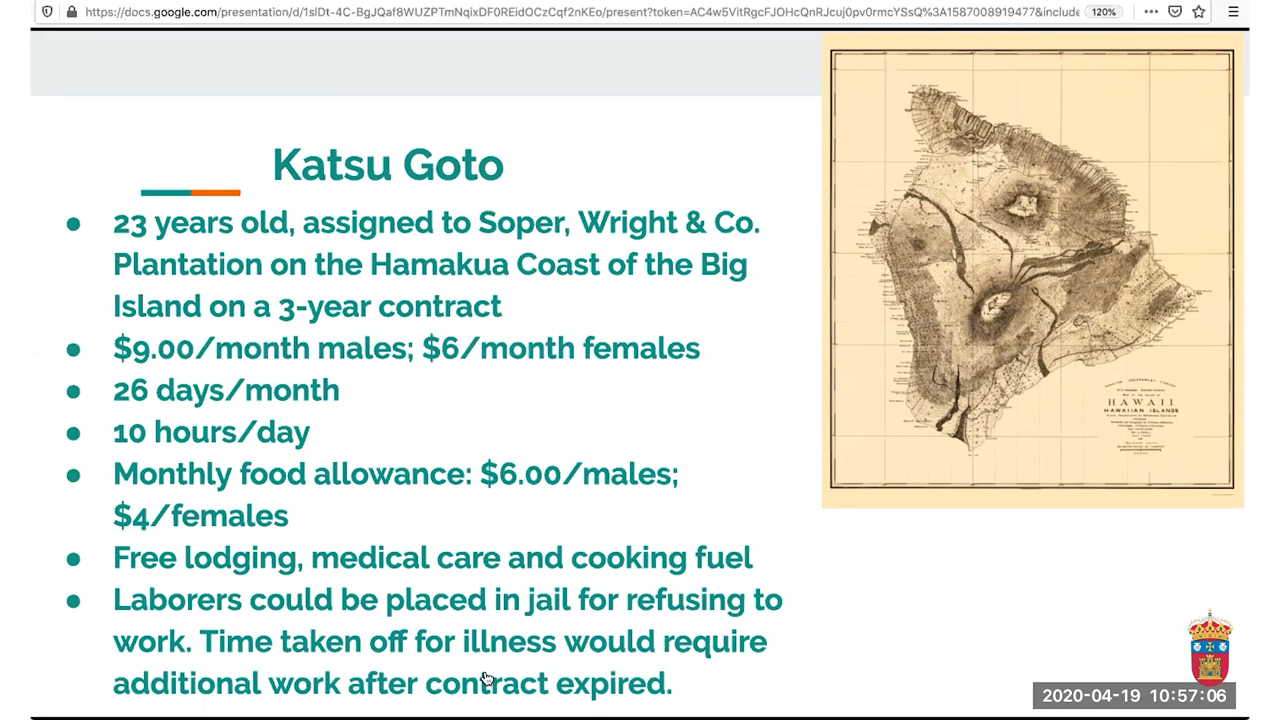 https://docs.google.com/presentation/d/1slDt-4C-BgJQaf8WUZPTmNqixDF0REidOCzCqf2nKEo/present?token=AC4w5VitRgcFJOHcQnRJcuj0pv0rmcYSsQ%3A1587008919477&include
120%
Katsu Goto
● 23 years old, assigned to Soper, Wright & Co.
Plantation on the Hamakua Coast of the Big
Island on a 3-year contract
● $9.00/month males; $6/month females
● 26 days/month
● 10 hours/day
● Monthly food allowance: $6.00/males;
$4/females
● Free lodging, medical care and cooking fuel
● Laborers could be placed in jail for refusing to
work. Time taken off for illness would require
additional work after contract expired.
HAWAII
HAWAIIAN ISLANDS
2020-04-19 10:57:06